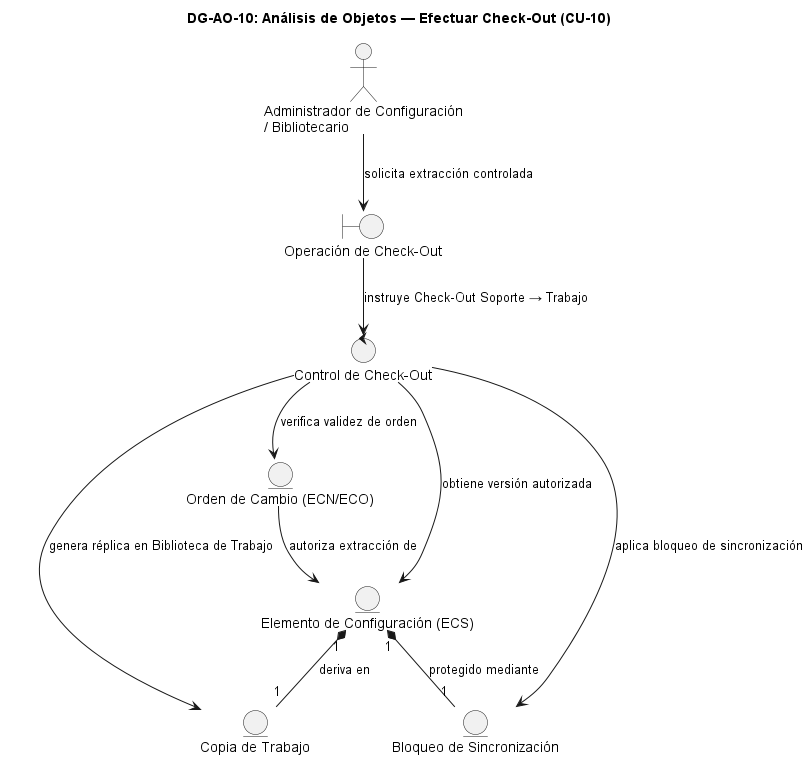 DG-AO-10: Análisis de Objetos — Efectuar Check-Out (CU-10)
Administrador de Configuración
/ Bibliotecario
solicita extracción controlada
Operación de Check-Out
instruye Check-Out Soporte → Trabajo
Control de Check-Out
verifica validez de orden
obtiene versión autorizada
Orden de Cambio (ECN/ECO)
genera réplica en Biblioteca de Trabajo
autoriza extracción de
aplica bloqueo de sincronización
Elemento de Configuración (ECS)
1
1
deriva en
protegido mediante
1
1
Copia de Trabajo
Bloqueo de Sincronización